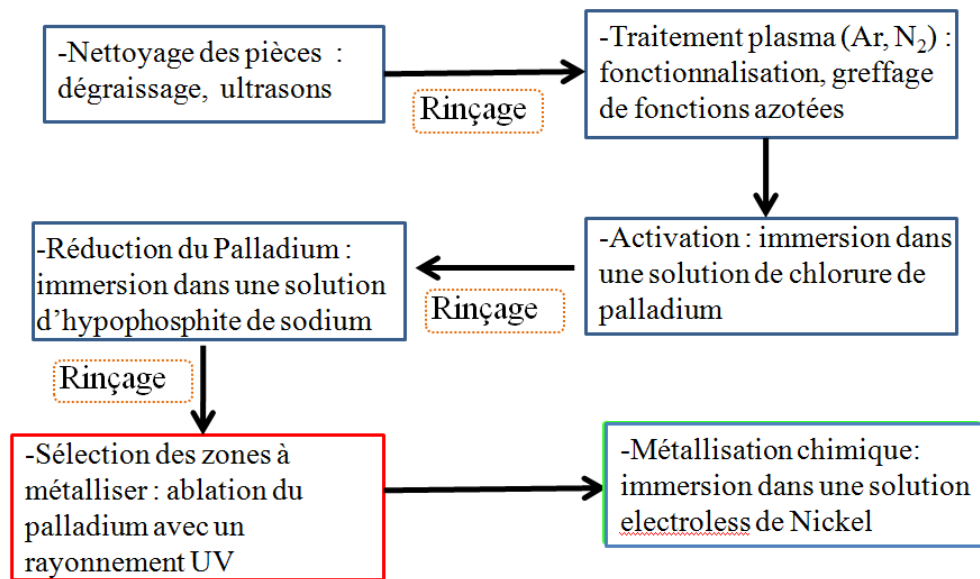 -Nettoyage des pièces :
dégraissage, ultrasons
Rinçage
-Traitement plasma (Ar, N₂) :
fonctionnalisation, greffage
de fonctions azotées
-Activation : immersion dans
une solution de chlorure de
palladium
Rinçage
-Réduction du Palladium :
immersion dans une solution
d’hypophosphite de sodium
Rinçage
-Sélection des zones à
métalliser : ablation du
palladium avec un
rayonnement UV
-Métallisation chimique:
immersion dans une solution
electroless de Nickel